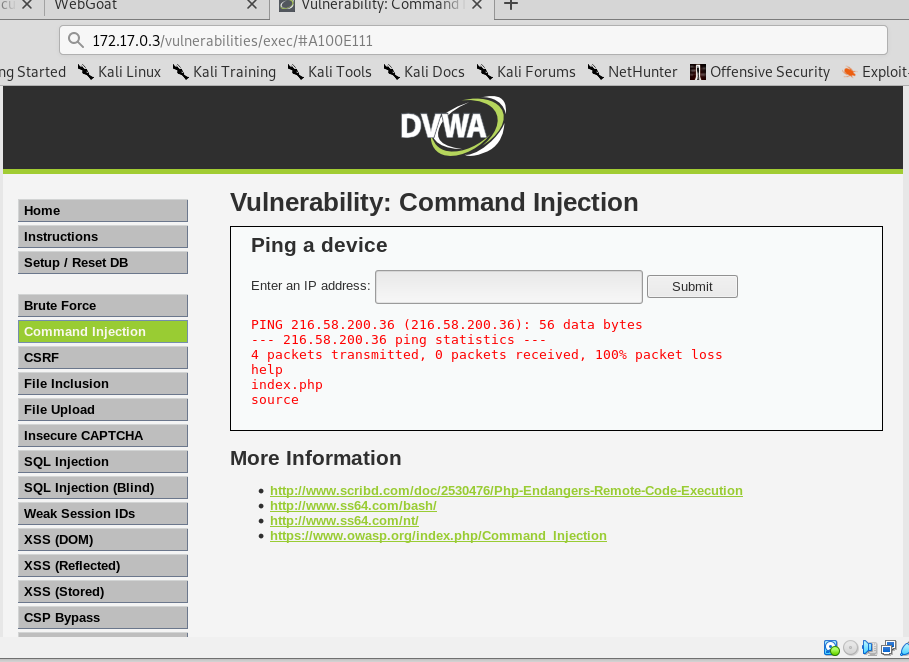 WebGoat
Vulnerability: Command
172.17.0.3/vulnerabilities/exec/#A100E111
ng Started Kali Linux Kali Training Kali Tools Kali Docs Kali Forums NetHunter Offensive Security Exploit-
DVWA
Home
Instructions
Setup / Reset DB
Brute Force
Command Injection
CSRF
File Inclusion
File Upload
Insecure CAPTCHA
SQL Injection
SQL Injection (Blind)
Weak Session IDs
XSS (DOM)
XSS (Reflected)
XSS (Stored)
CSP Bypass
Vulnerability: Command Injection
Ping a device
Enter an IP address: Submit
PING 216.58.200.36 (216.58.200.36): 56 data bytes
--- 216.58.200.36 ping statistics ---
4 packets transmitted, 0 packets received, 100% packet loss
help
index.php
source
More Information
http://www.scribd.com/doc/2530476/Php-Endangers-Remote-Code-Execution
http://www.ss64.com/bash/
http://www.ss64.com/nt/
https://www.owasp.org/index.php/Command_Injection